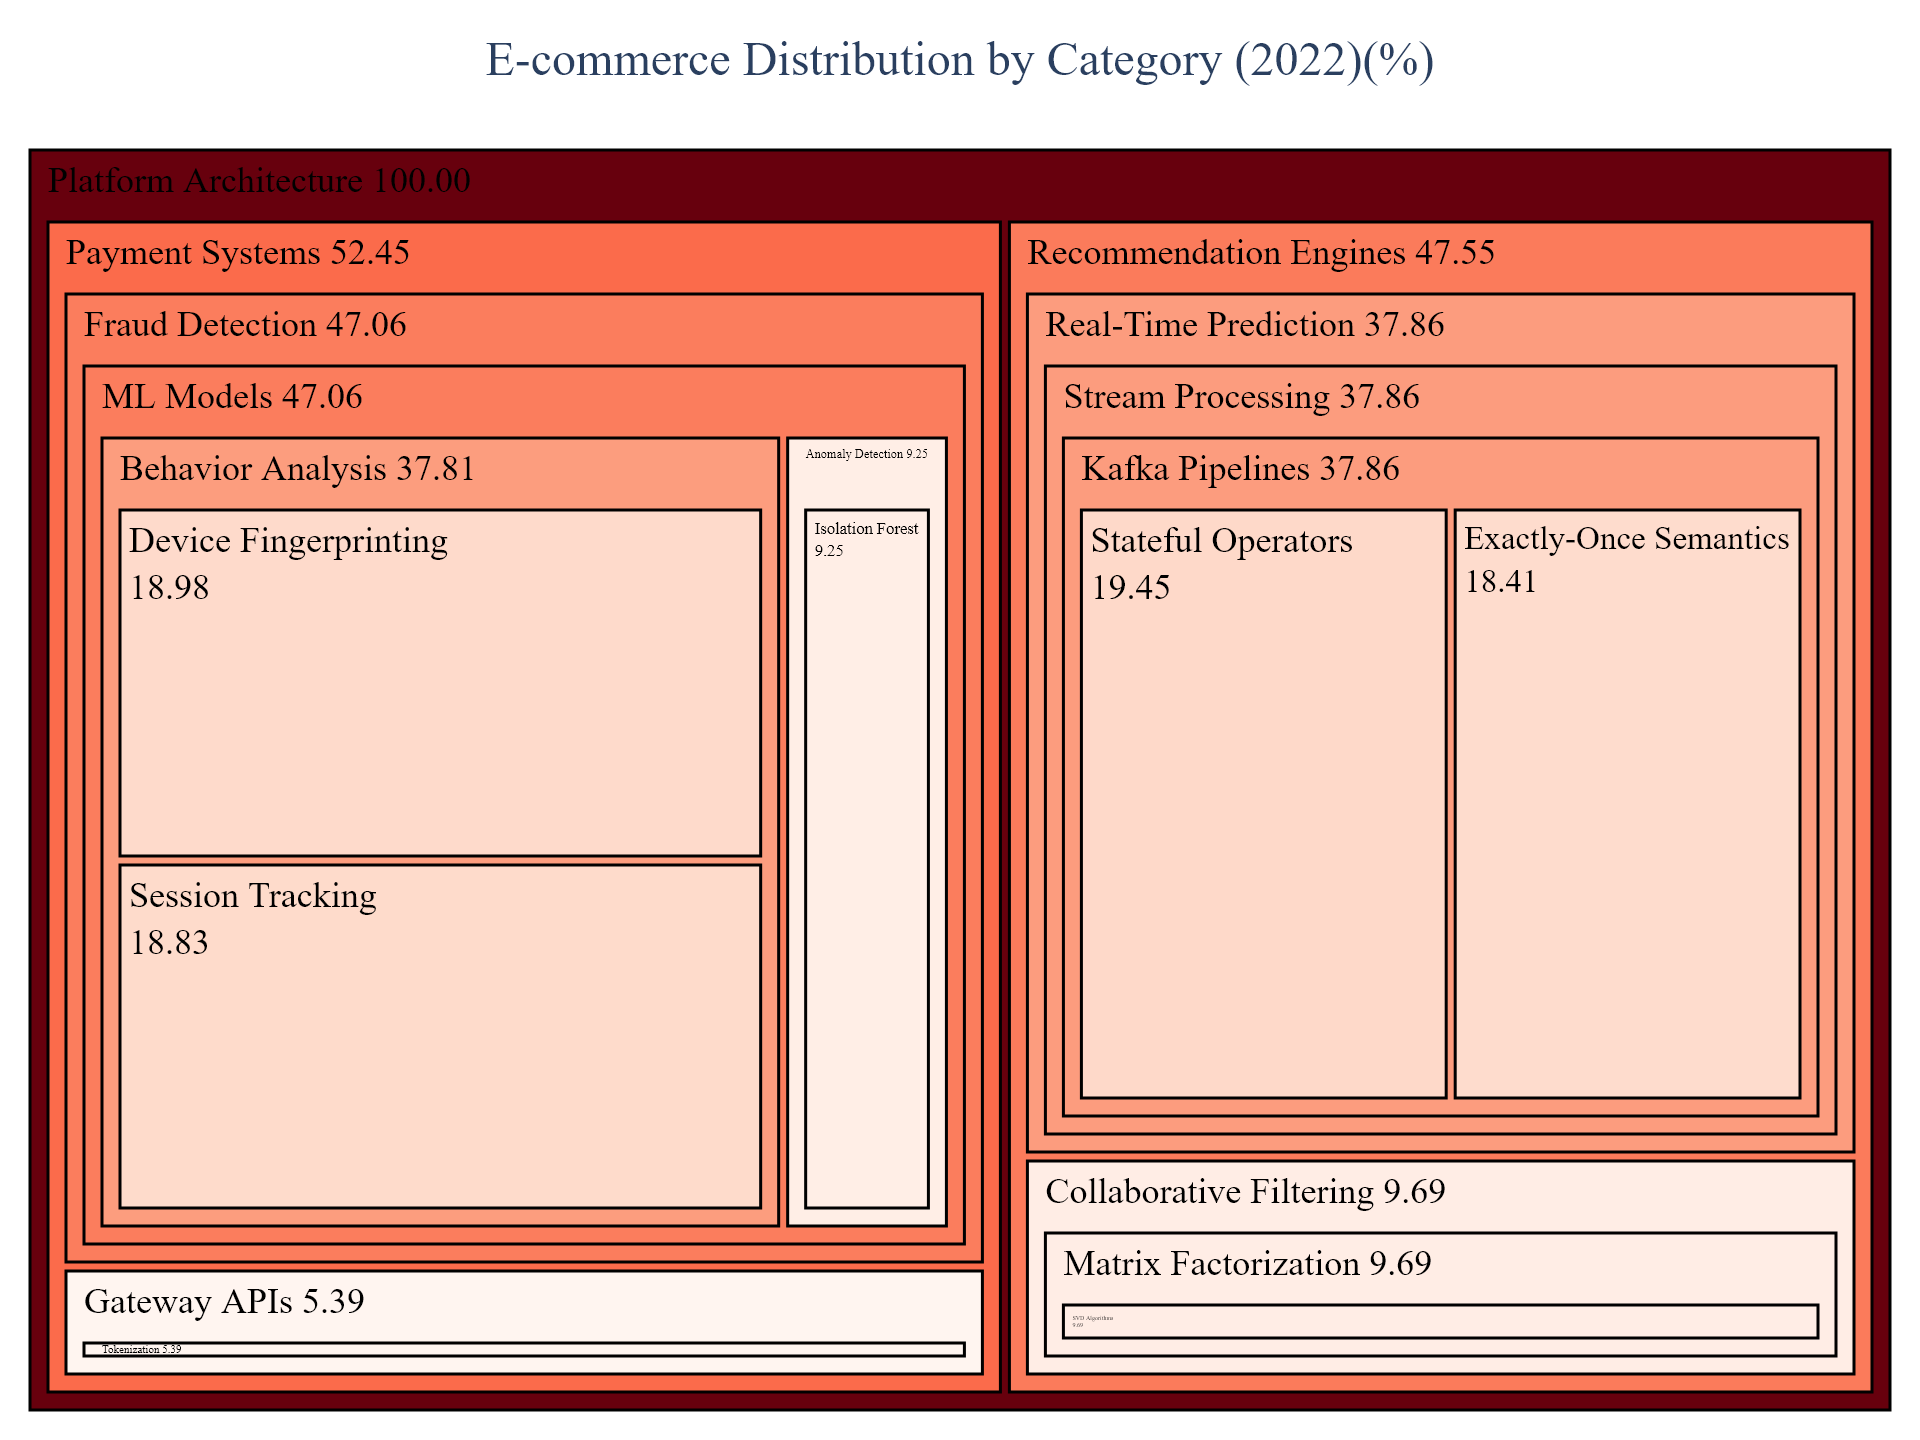 E-commerce Distribution by Category (2022)(%)
Platform Architecture 100.00
Payment Systems 52.45
Fraud Detection 47.06
ML Models 47.06
Behavior Analysis 37.81
Device Fingerprinting
18.98
Session Tracking
18.83
Anomaly Detection 9.25
Isolation Forest
9.25
Gateway APIs 5.39
Tokenization 5.39
Recommendation Engines 47.55
Real-Time Prediction 37.86
Stream Processing 37.86
Kafka Pipelines 37.86
Stateful Operators
19.45
Exactly-Once Semantics
18.41
Collaborative Filtering 9.69
Matrix Factorization 9.69
SVD Algorithms
9.69